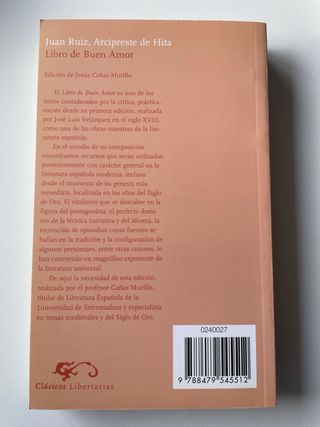 Juan Ruiz, Arcipreste de Hita
Libro de Buen Amor
Edición de Jesús Cañas Murillo
El Libro de Buen Amor es uno de los
textos considerados por la crítica, práctica-
mente desde su primera edición, realizada
por José Luis Velázquez en el siglo XVIII,
como una de las obras maestras de la lite-
ratura española.
En el estudio de su composición
encontramos recursos que serán utilizados
posteriormente con carácter general en la
literatura española moderna, incluso
desde el momento de su génesis más
inmediata, localizada en los años del Siglo
de Oro. El vitalismo que se descubre en la
figura del protagonista, el perfecto domi-
nio de la técnica narrativa y del idioma, la
recreación de episodios cuyas fuentes se
hallan en la tradición y la configuración de
algunos personajes, entre otras razones, lo
han convertido en magnífico exponente de
la literatura universal.
De aquí la necesidad de esta edición,
realizada por el profesor Cañas Murillo,
titular de Literatura Española de la
Universidad de Extremadura y especialista
en temas medievales y del Siglo de Oro.
0240027
9 788479 545512
Clásicos Libertarias